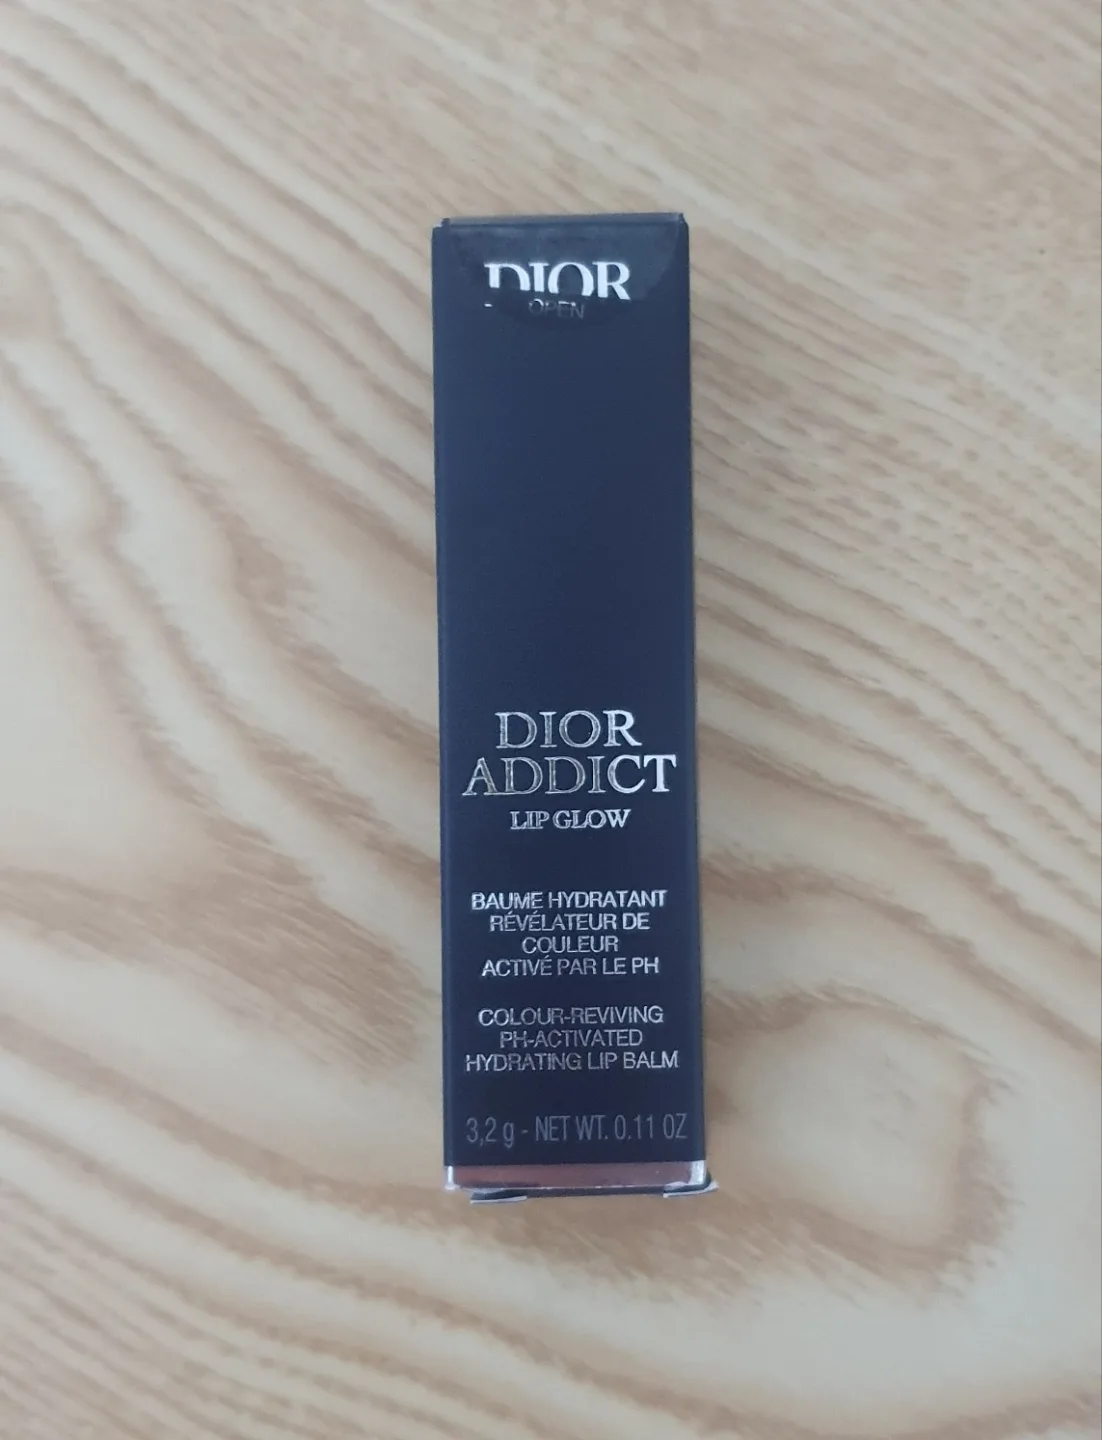 DIOR
OPEN
DIOR
ADDICT
LIP GLOW
BAUME HYDRATANT
RÉVÉLATEUR DE
COULEUR
ACTIVÉ PAR LE PH
COLOUR-REVIVING
PH-ACTIVATED
HYDRATING LIP BALM
3,2 g - NET WT. 0.11 OZ